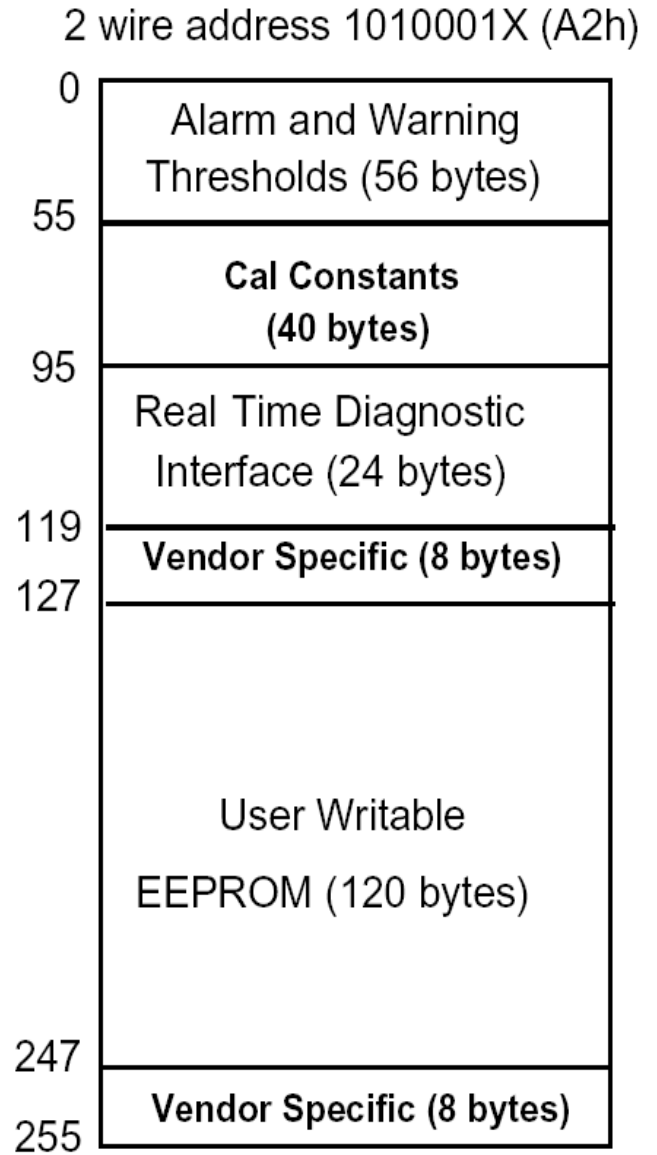 2 wire address 1010001X (A2h)
0
Alarm and Warning
Thresholds (56 bytes)
55
Cal Constants
(40 bytes)
95
Real Time Diagnostic
Interface (24 bytes)
119
Vendor Specific (8 bytes)
127
User Writable
EEPROM (120 bytes)
247
Vendor Specific (8 bytes)
255